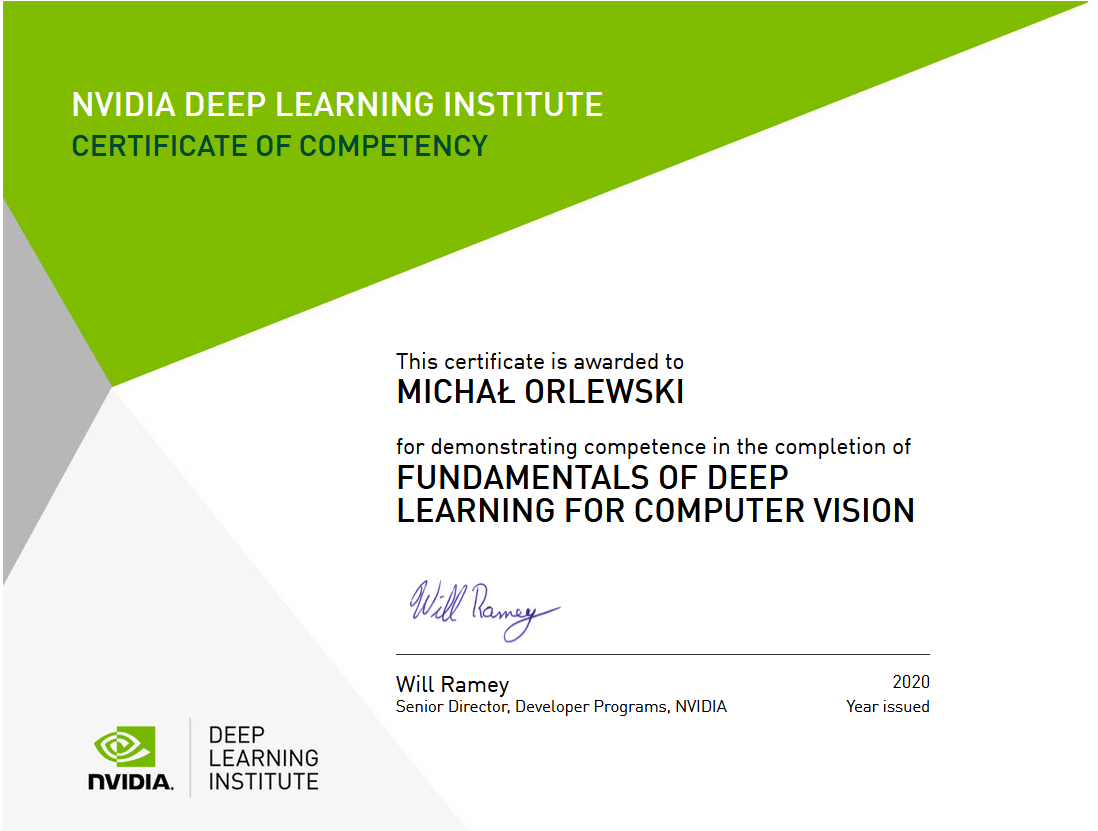 NVIDIA DEEP LEARNING INSTITUTE
CERTIFICATE OF COMPETENCY
This certificate is awarded to
MICHAŁ ORLEWSKI
for demonstrating competence in the completion of
FUNDAMENTALS OF DEEP
LEARNING FOR COMPUTER VISION
Will Ramey
Will Ramey
2020
Senior Director, Developer Programs, NVIDIA
Year issued
NVIDIA.
DEEP
LEARNING
INSTITUTE